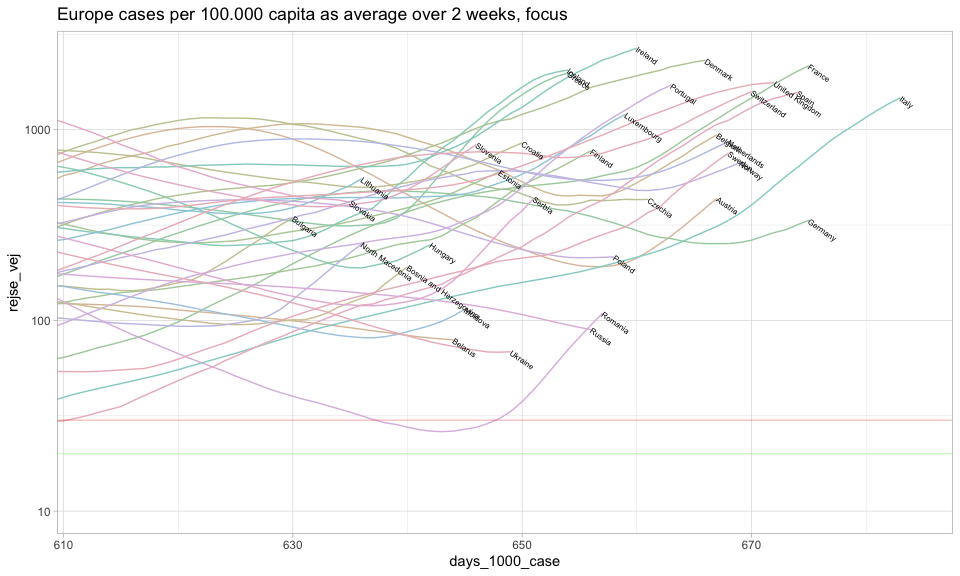 Europe cases per 100.000 capita as average over 2 weeks, focus
rejse_vej
1000
100
10
Ireland
Denmark
France
Greece
Portugal
United Kingdom
Spain
Switzerland
Italy
Luxembourg
Slovenia
Croatia
Finland
Belgium
Netherlands
Sweden
Norway
Lithuania
Estonia
Slovakia
Serbia
Czechia
Austria
Bulgaria
Germany
North Macedonia
Hungary
Poland
Bosnia and Herzegovina
Moldova
Romania
Russia
Belarus
Ukraine
610
630
650
670
days_1000_case